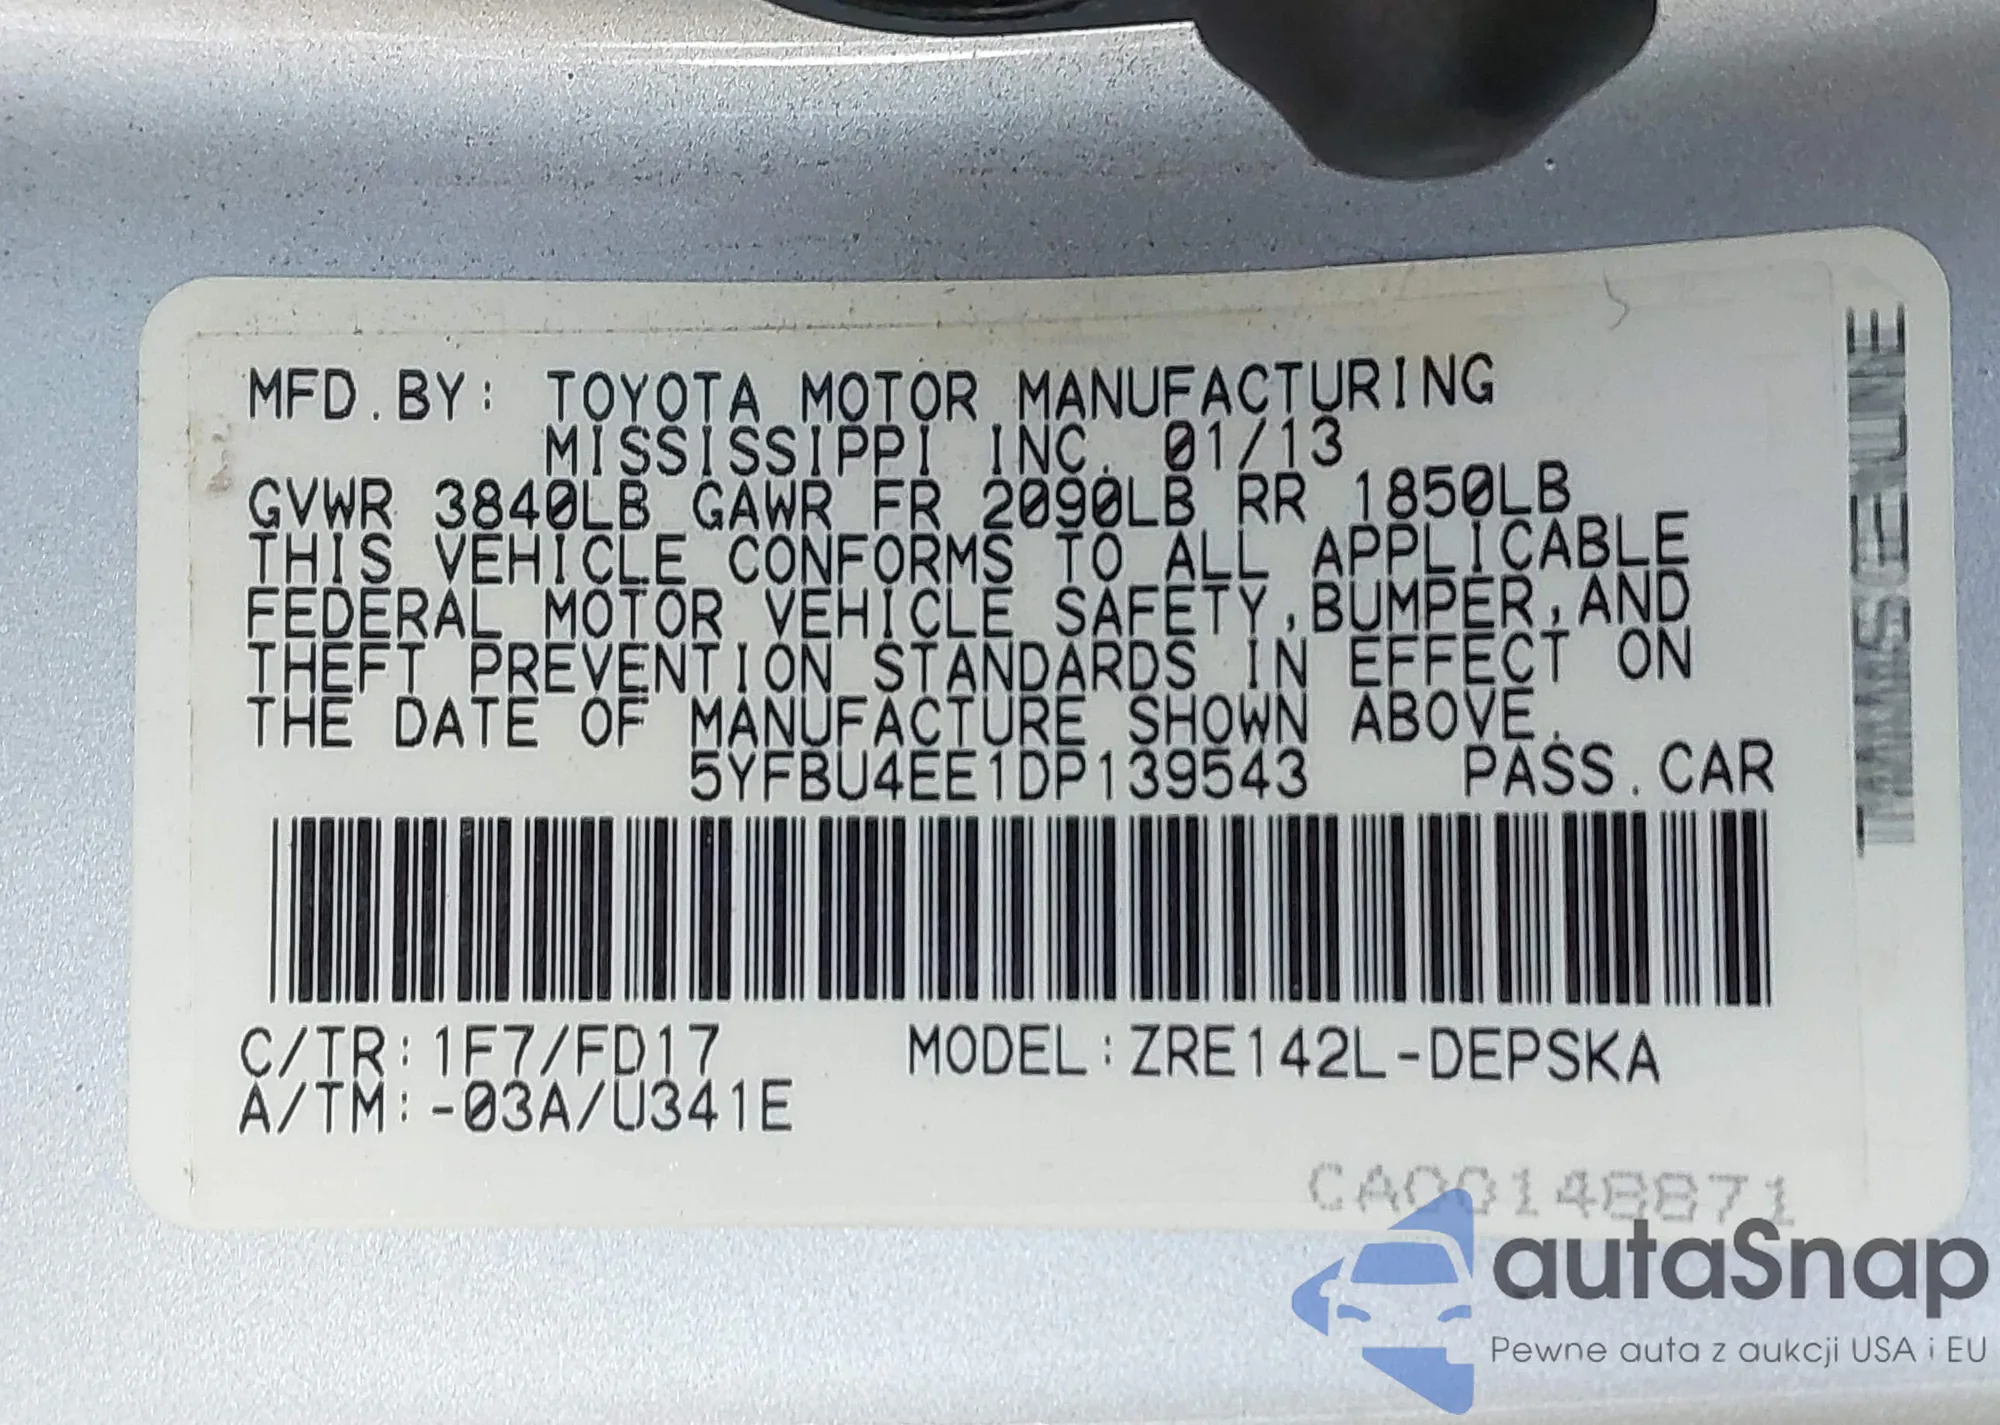 MFD.BY: TOYOTA MOTOR MANUFACTURING
MISSISSIPPI INC. 01/13
GVWR 3840LB GAWR FR 2090LB RR 1850LB
THIS VEHICLE CONFORMS TO ALL APPLICABLE
FEDERAL MOTOR VEHICLE SAFETY,BUMPER,AND
THEFT PREVENTION STANDARDS IN EFFECT ON
THE DATE OF MANUFACTURE SHOWN ABOVE.
5YFBU4EE1DP139543 PASS.CAR
C/TR:1F7/FD17 MODEL:ZRE142L-DEPSKA
A/TM:-03A/U341E
CA00148871
autaSnap
Pewne auta z aukcji USA i EU